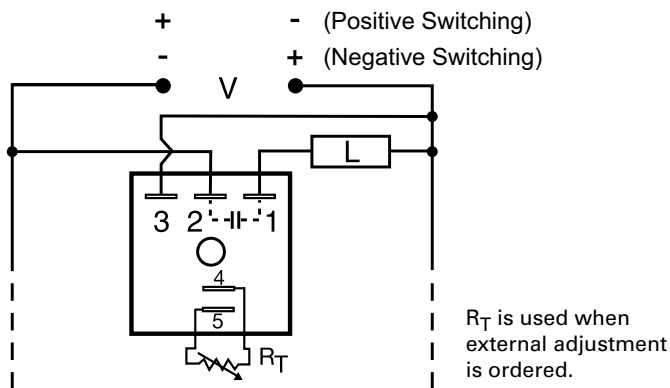 + - (Positive Switching)
- + (Negative Switching)
V
L
3 2 1
4
5
RT
RT is used when
external adjustment
is ordered.